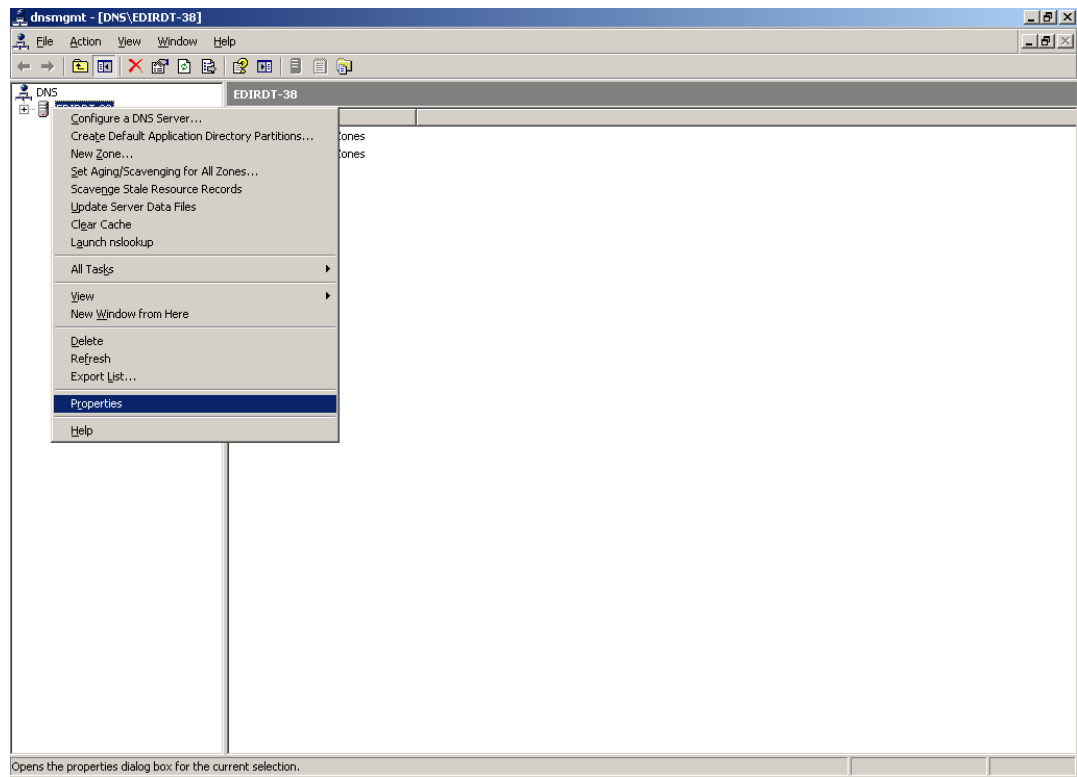 dnsmgmt - [DNS\EDIRDT-38]
File Action View Window Help
DNS
EDIRDT-38
EDIRDT-38
Configure a DNS Server...
Create Default Application Directory Partitions...
New Zone...
Set Aging/Scavenging for All Zones...
Scavenge Stale Resource Records
Update Server Data Files
Clear Cache
Launch nslookup
All Tasks
View
New Window from Here
Delete
Refresh
Export List...
Properties
Help
Zones
Zones
Opens the properties dialog box for the current selection.